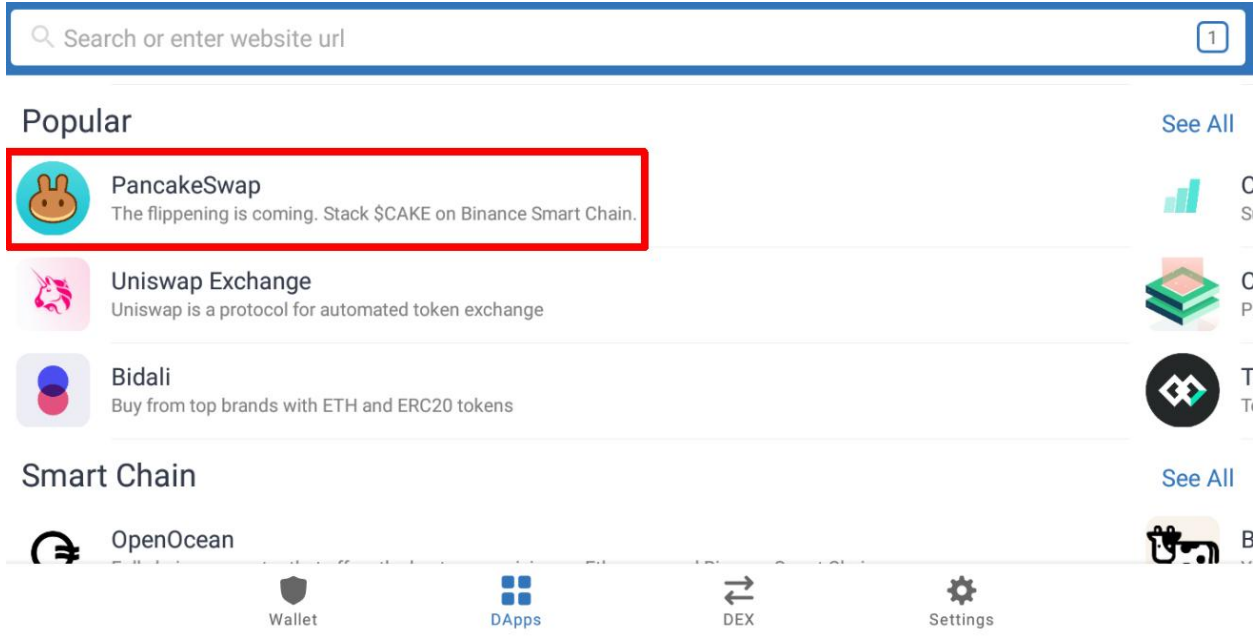 Search or enter website url
1
Popular
See All
PancakeSwap
The flippening is coming. Stack $CAKE on Binance Smart Chain.
Uniswap Exchange
Uniswap is a protocol for automated token exchange
Bidali
Buy from top brands with ETH and ERC20 tokens
Smart Chain
See All
OpenOcean
Wallet
DApps
DEX
Settings